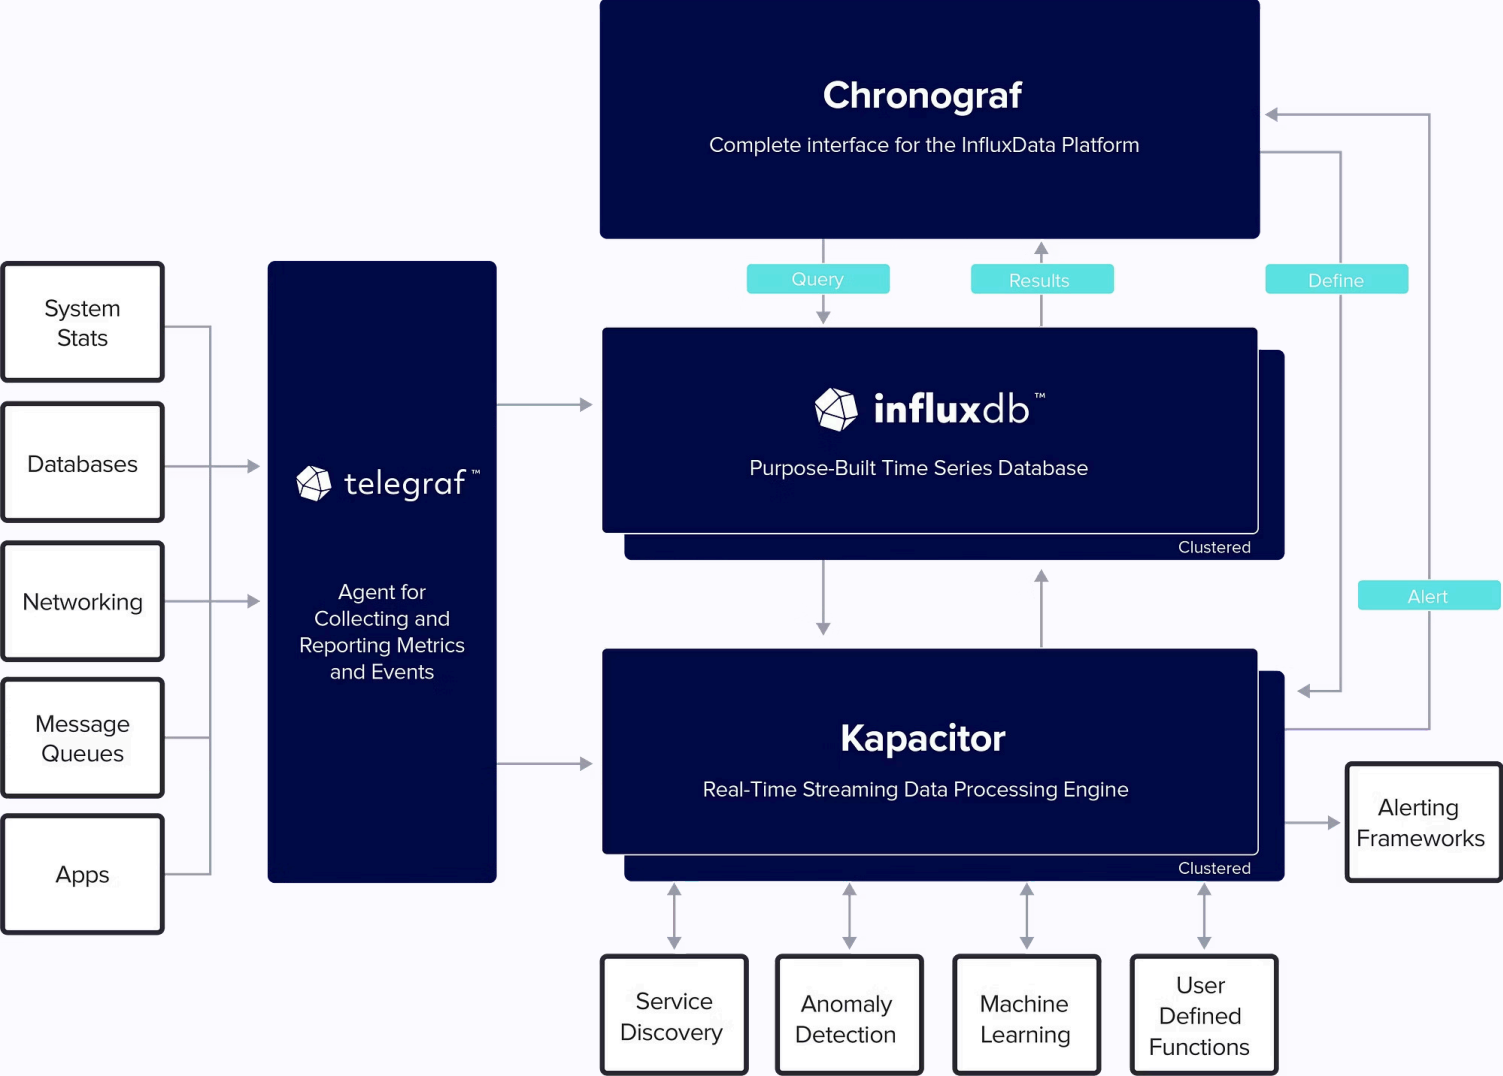 Chronograf
Complete interface for the InfluxData Platform
Query
Results
Define
System
Stats
Databases
Networking
Message
Queues
Apps
telegraf™
Agent for
Collecting and
Reporting Metrics
and Events
influxdb™
Purpose-Built Time Series Database
Clustered
Alert
Kapacitor
Real-Time Streaming Data Processing Engine
Clustered
Alerting
Frameworks
Service
Discovery
Anomaly
Detection
Machine
Learning
User
Defined
Functions